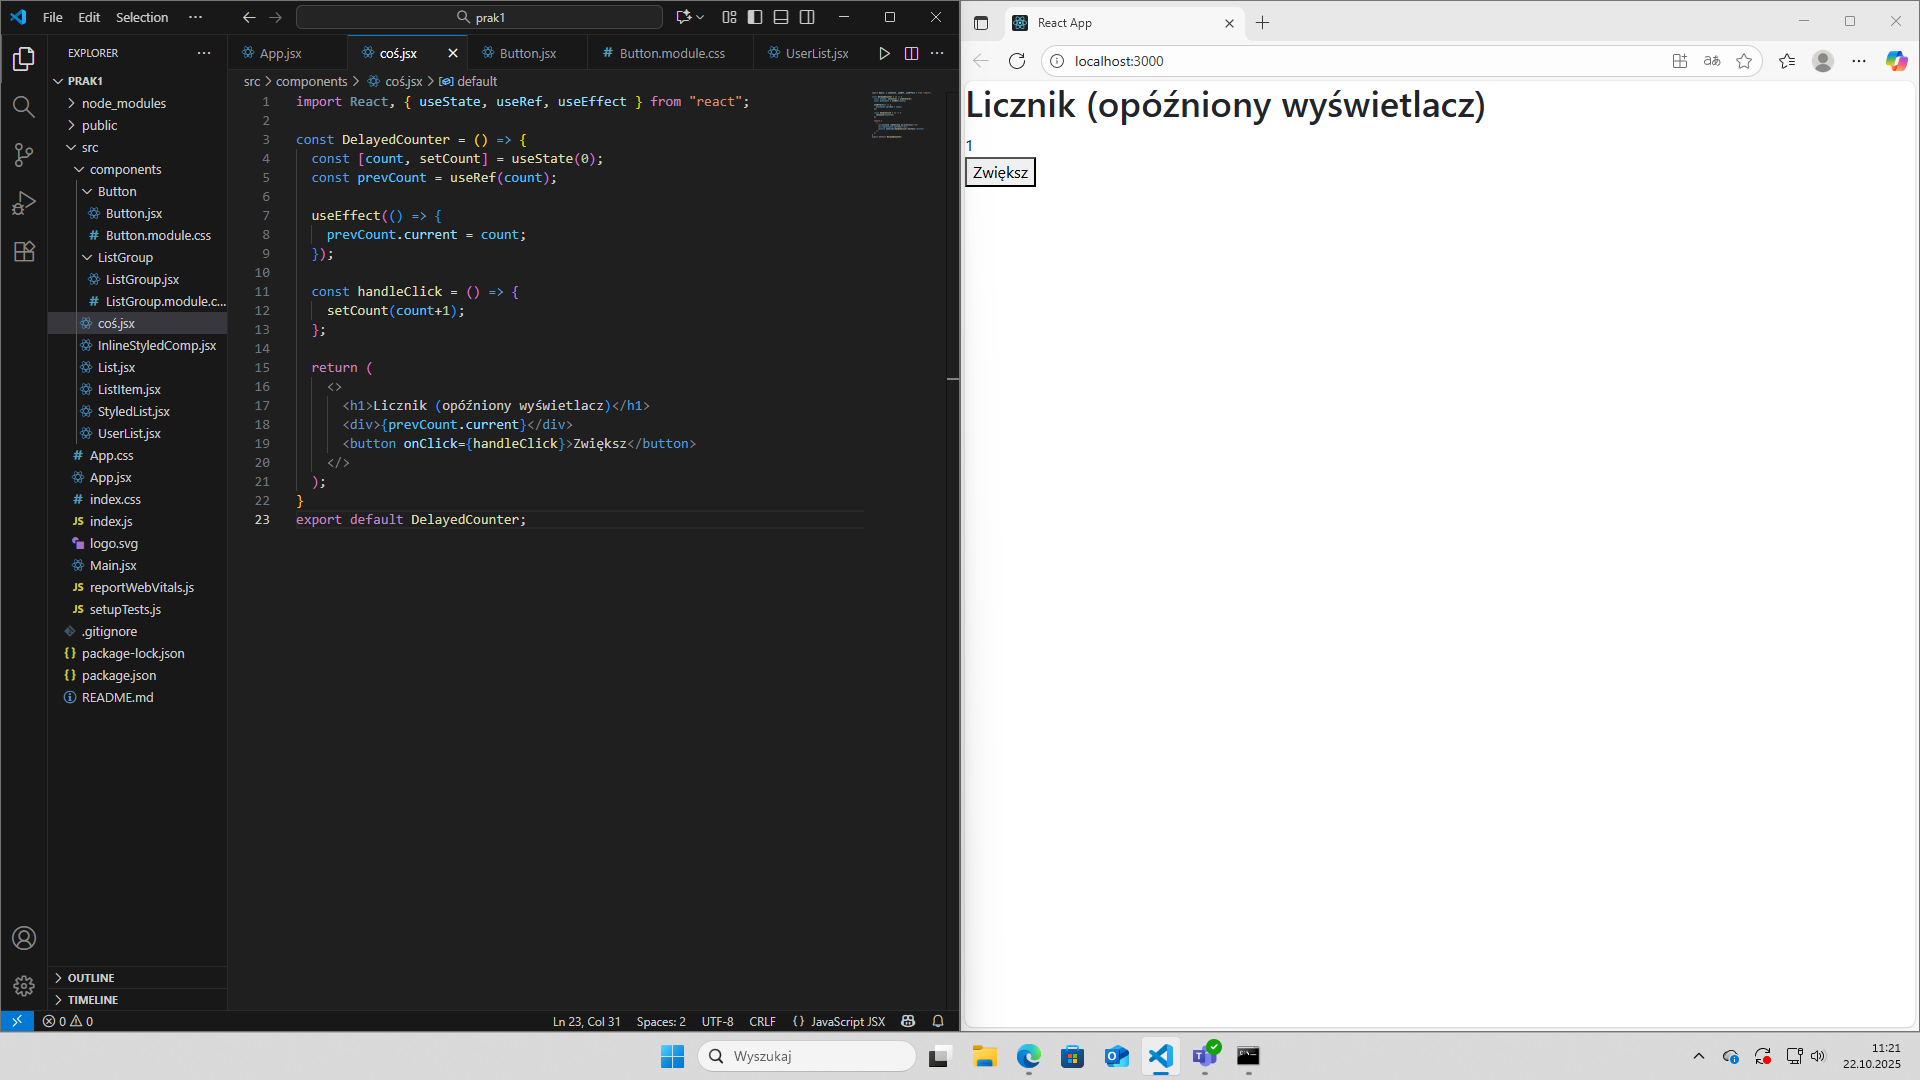 File Edit Selection ···
prak1
EXPLORER
PRAK1
node_modules
public
src
components
Button
Button.jsx
Button.module.css
ListGroup
ListGroup.jsx
ListGroup.module.c...
coś.jsx
InlineStyledComp.jsx
List.jsx
ListItem.jsx
StyledList.jsx
UserList.jsx
App.css
App.jsx
index.css
index.js
logo.svg
Main.jsx
reportWebVitals.js
setupTests.js
.gitignore
package-lock.json
package.json
README.md
OUTLINE
TIMELINE
App.jsx
coś.jsx
Button.jsx
Button.module.css
UserList.jsx
src > components > coś.jsx > default
1 import React, { useState, useRef, useEffect } from "react";
2
3 const DelayedCounter = () => {
4 const [count, setCount] = useState(0);
5 const prevCount = useRef(count);
6
7 useEffect(() => {
8 prevCount.current = count;
9 });
10
11 const handleClick = () => {
12 setCount(count+1);
13 };
14
15 return (
16 <>
17 <h1>Licznik (opóźniony wyświetlacz)</h1>
18 <div>{prevCount.current}</div>
19 <button onClick={handleClick}>Zwiększ</button>
20 </>
21 );
22 }
23 export default DelayedCounter;
0 0
Ln 23, Col 31 Spaces: 2 UTF-8 CRLF {} JavaScript JSX
React App
localhost:3000
Licznik (opóźniony wyświetlacz)
1
Zwiększ
Wyszukaj
11:21
22.10.2025